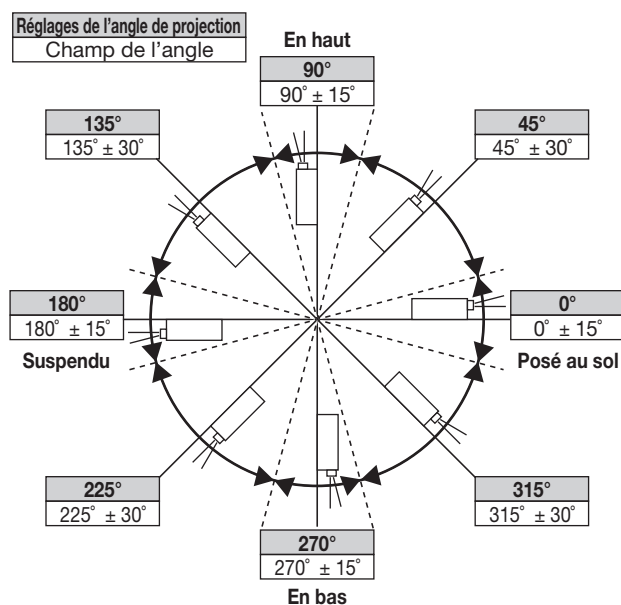 Réglages de l'angle de projection
Champ de l'angle
En haut
90°
90° ± 15°
135°
135° ± 30°
45°
45° ± 30°
180°
180° ± 15°
Suspendu
0°
0° ± 15°
Posé au sol
225°
225° ± 30°
315°
315° ± 30°
270°
270° ± 15°
En bas